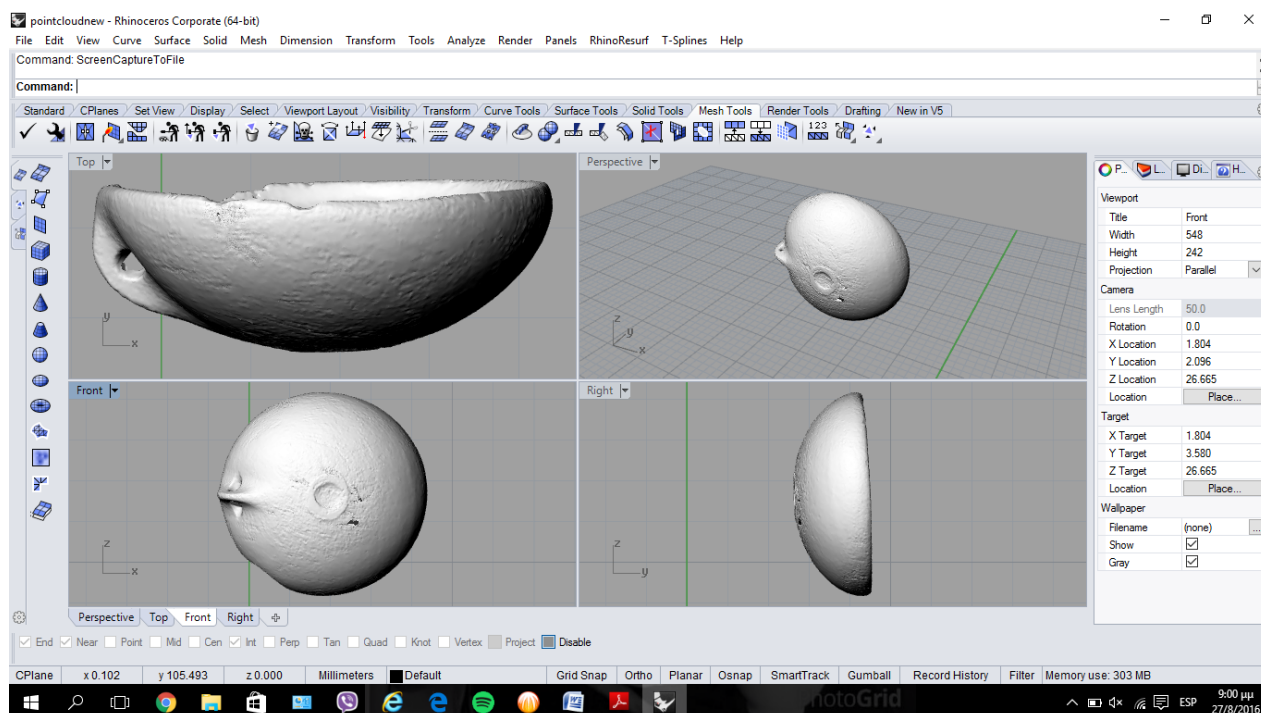 pointcloudnew - Rhinoceros Corporate (64-bit)
File Edit View Curve Surface Solid Mesh Dimension Transform Tools Analyze Render Panels RhinoResurf T-Splines Help
Command: ScreenCaptureToFile
Command:
Standard CPlanes Set View Display Select Viewport Layout Visibility Transform Curve Tools Surface Tools Solid Tools Mesh Tools Render Tools Drafting New in V5
123
Top
Perspective
P... L... Di... H...
Viewport
Title Front
Width 548
Height 242
Projection Parallel
Camera
Lens Length 50.0
Rotation 0.0
X Location 1.804
Y Location 2.096
Z Location 26.665
Location Place...
y
x
z
y
x
Front
Right
Target
X Target 1.804
Y Target 3.580
Z Target 26.665
Location Place...
Wallpaper
Filename (none) ...
Show
Gray
z
x
z
y
Perspective Top Front Right
End Near Point Mid Cen Int Perp Tan Quad Knot Vertex Project Disable
CPlane x 0.102 y 105.493 z 0.000 Millimeters Default Grid Snap Ortho Planar Osnap SmartTrack Gumball Record History Filter Memory use: 303 MB
PhotoGrid
ESP
9:00 μμ
27/8/2016